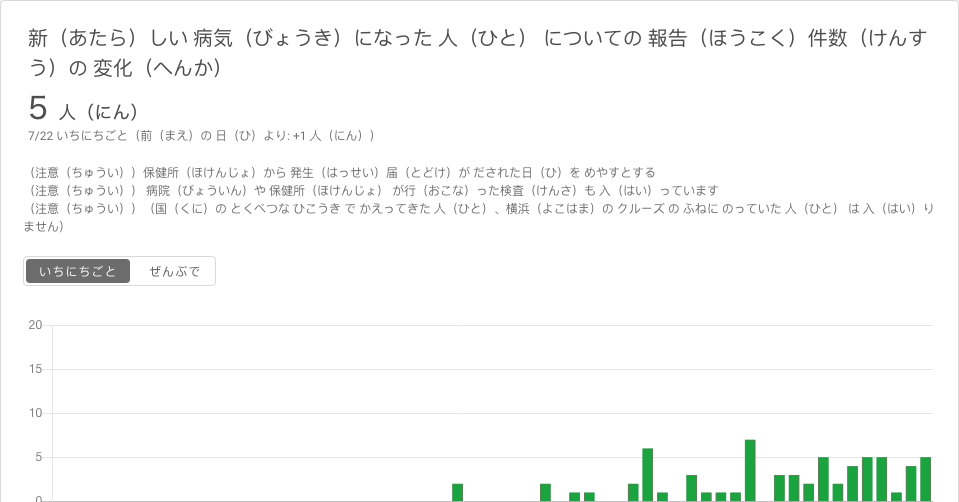 新（あたら）しい 病気（びょうき）になった 人（ひと） についての 報告（ほうこく）件数（けんす
う）の 変化（へんか）
5 人（にん）
7/22 いちにちごと（前（まえ）の 日（ひ）より: +1 人（にん））
（注意（ちゅうい））保健所（ほけんじょ）から 発生（はっせい）届（とどけ）が だされた日（ひ）を めやすとする
（注意（ちゅうい）） 病院（びょういん）や 保健所（ほけんじょ） が行（おこな）った検査（けんさ）も 入（はい）っています
（注意（ちゅうい））（国（くに）の とくべつな ひこうき で かえってきた 人（ひと）、横浜（よこはま）の クルーズ の ふねに のっていた 人（ひと） は 入（はい）り
ません）
いちにちごと ぜんぶで
20
15
10
5
0